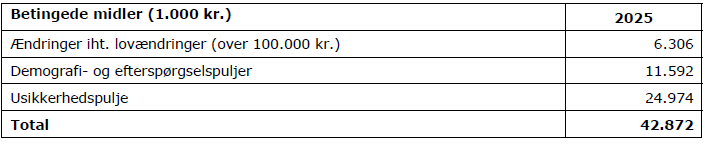 Betingede midler (1.000 kr.) 2025
Ændringer iht. lovændringer (over 100.000 kr.) 6.306
Demografi- og efterspørgselspuljer 11.592
Usikkerhedspulje 24.974
Total 42.872